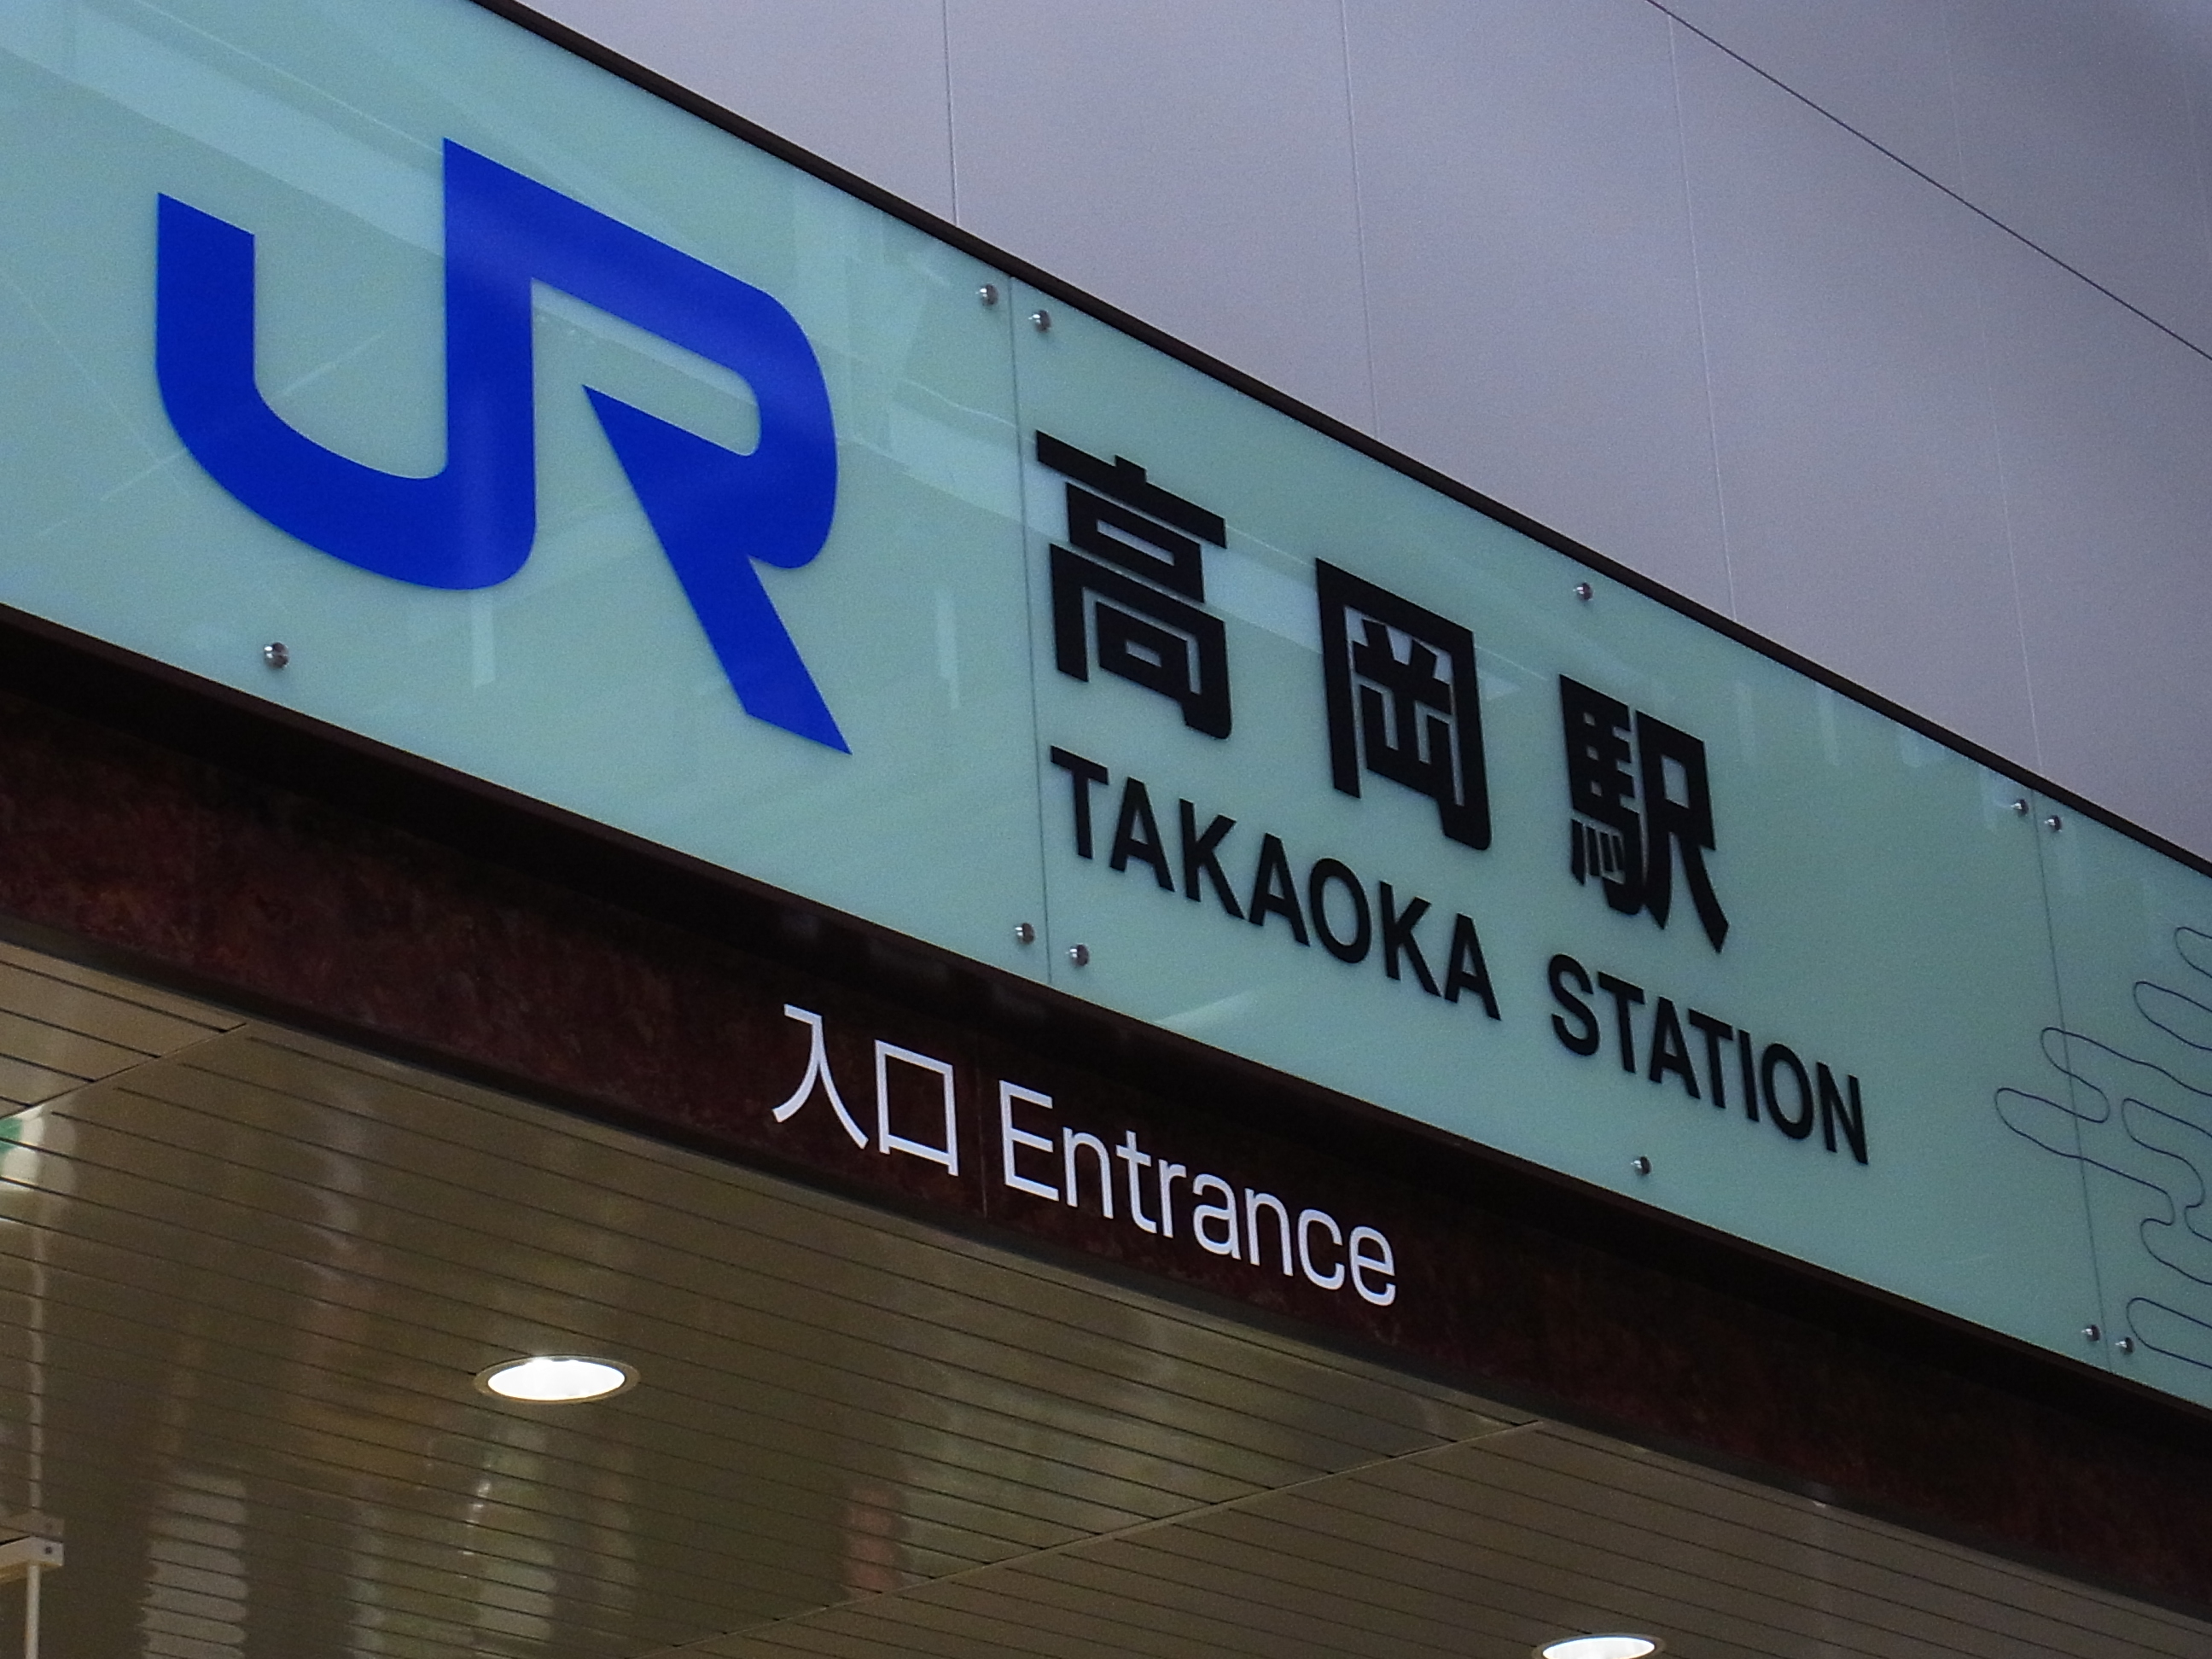 JR
高岡駅
TAKAOKA STATION
入口 Entrance